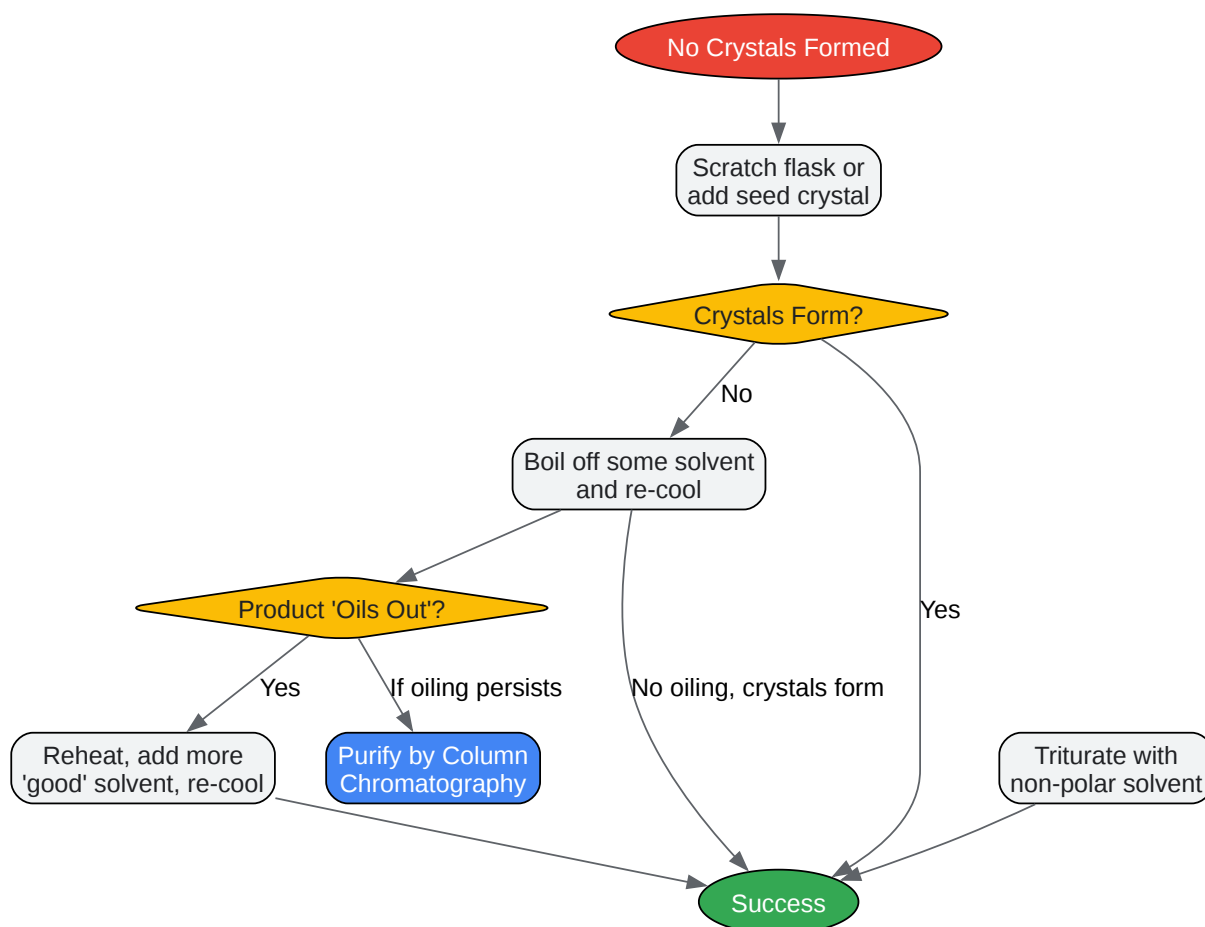 No Crystals Formed
Scratch flask or
add seed crystal
Crystals Form?
No
Boil off some solvent
and re-cool
Product 'Oils Out'?
Yes
Yes
If oiling persists
No oiling, crystals form
Reheat, add more
'good' solvent, re-cool
Purify by Column
Chromatography
Triturate with
non-polar solvent
Success